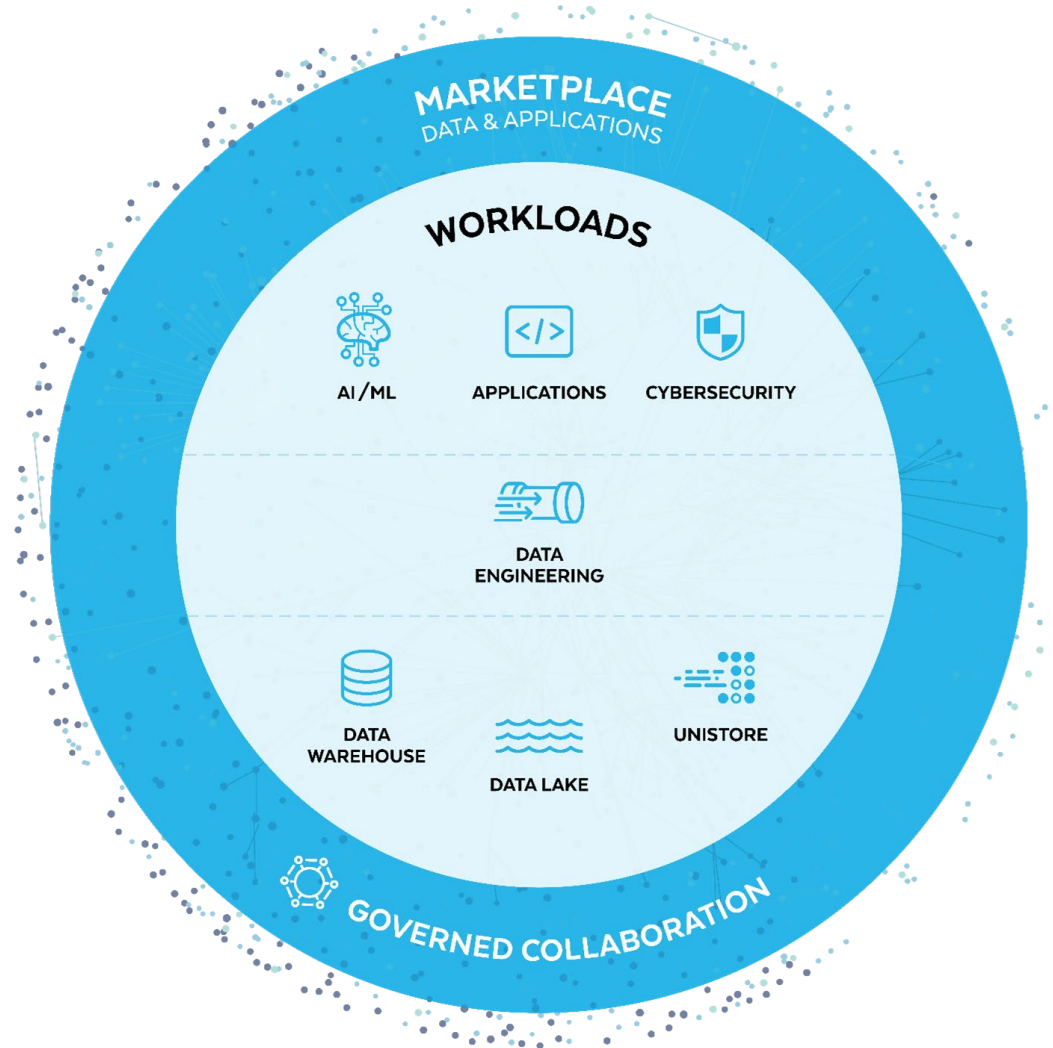 MARKETPLACE
DATA & APPLICATIONS
WORKLOADS
AI/ML
APPLICATIONS
CYBERSECURITY
DATA
ENGINEERING
DATA
WAREHOUSE
DATA LAKE
UNISTORE
GOVERNED COLLABORATION